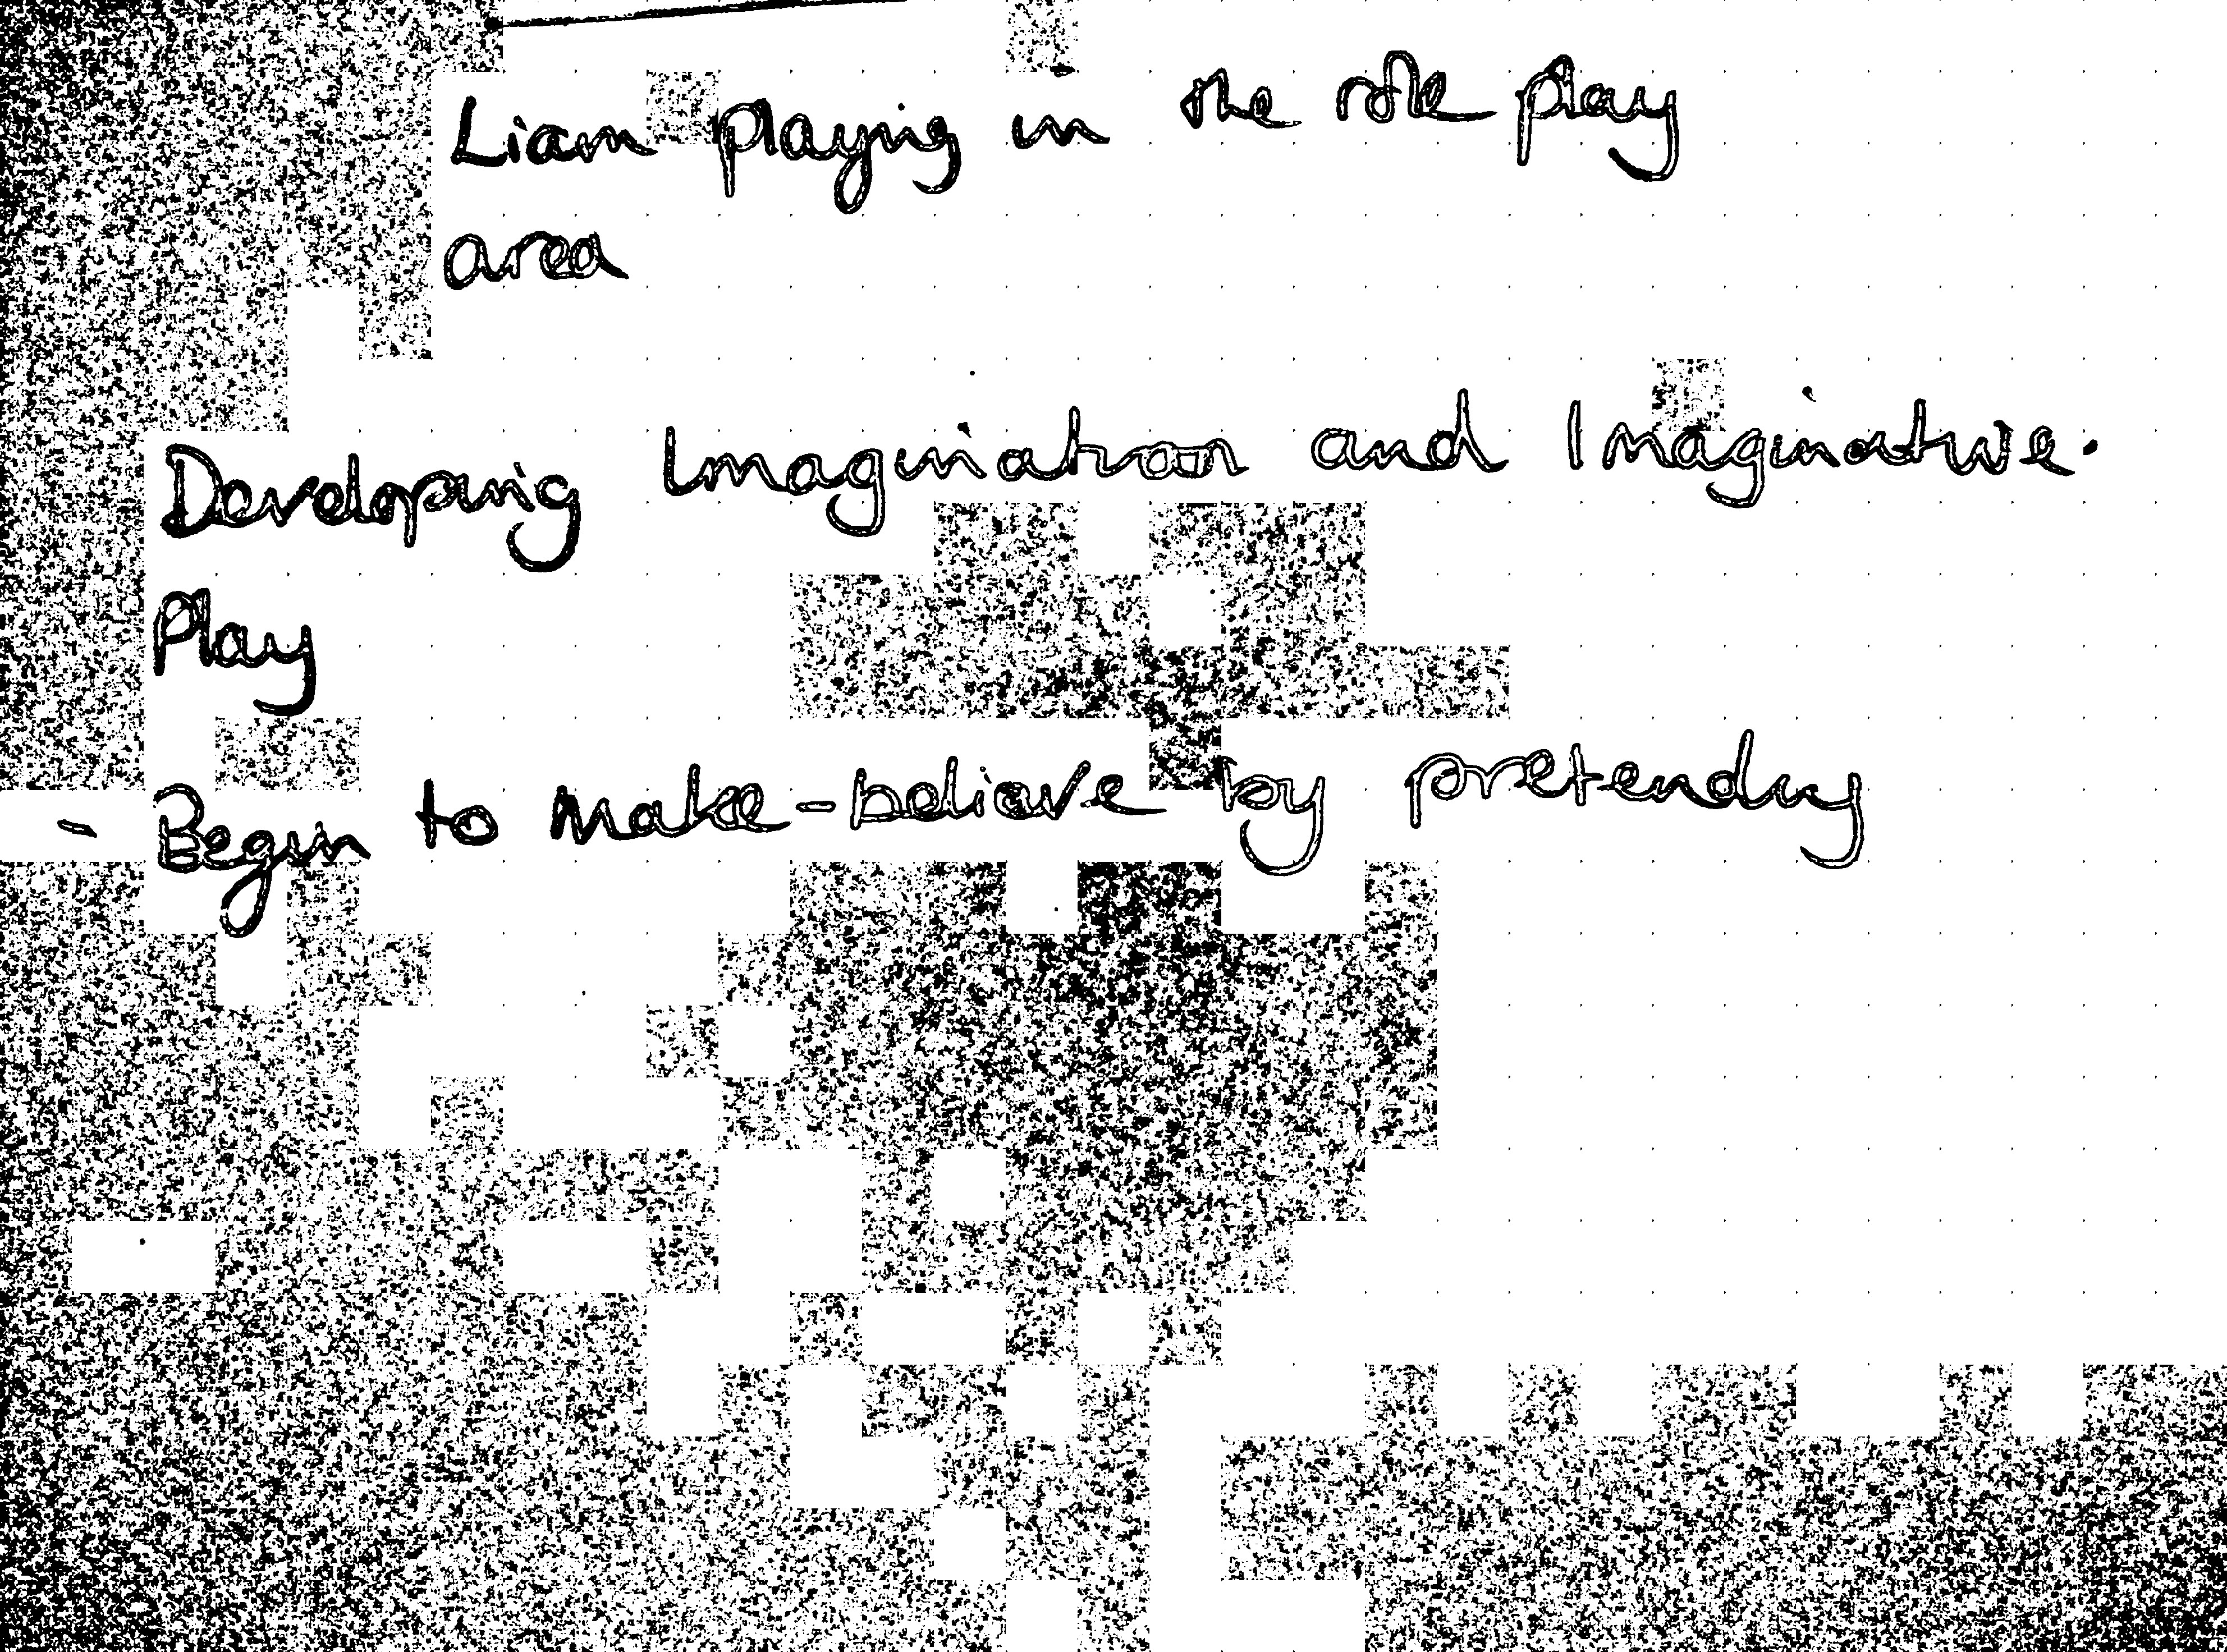 Liam playing in the role play
area
Developing Imagination and Imaginative.
Play
- Begin to make-believe by pretending